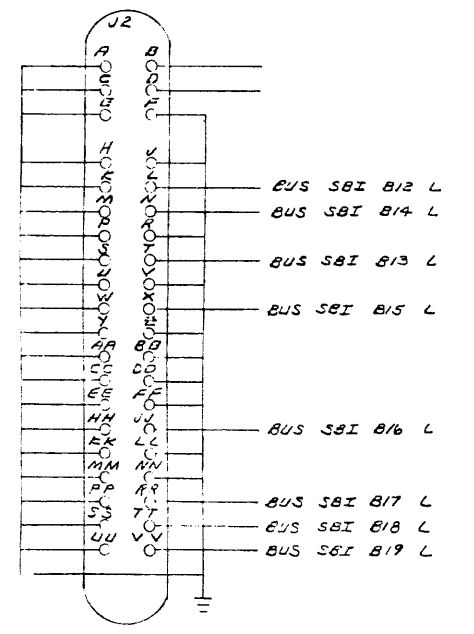 J2
A B
C D
E F
H J
K L BUS SBI B12 L
M N BUS SBI B14 L
P R
S T BUS SBI B13 L
U V
W X BUS SBI B15 L
Y Z
AA BB
CC DD
EE FF
HH JJ BUS SBI B16 L
KK LL
MM NN
PP RR BUS SBI B17 L
SS TT BUS SBI B18 L
UU VV BUS SBI B19 L